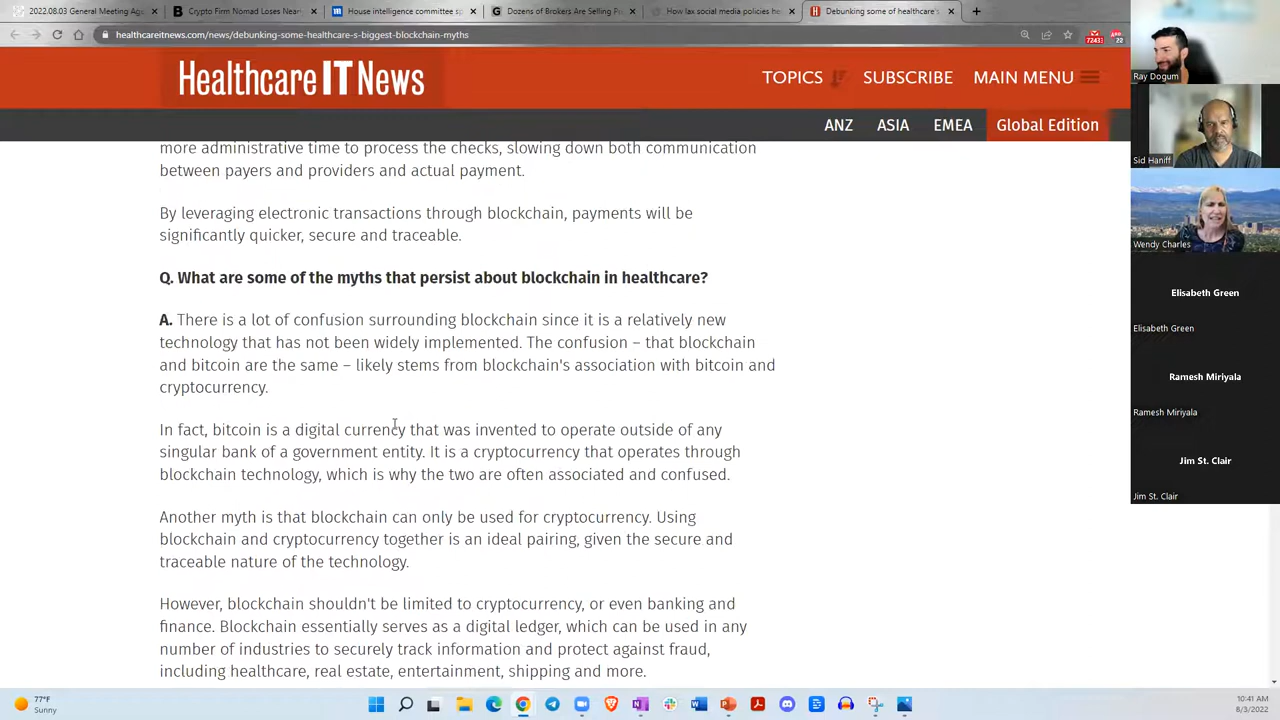 2022.08.03 General Meeting Age
Crypto Firm Nomad Loses Near
House intelligence committee sp
Dozens of Brokers Are Selling Pr
How lax social media policies he
Debunking some of healthcare's
healthcareitnews.com/news/debunking-some-healthcare-s-biggest-blockchain-myths
Healthcare IT News
TOPICS
SUBSCRIBE
MAIN MENU
ANZ
ASIA
EMEA
Global Edition
more administrative time to process the checks, slowing down both communication
between payers and providers and actual payment.
By leveraging electronic transactions through blockchain, payments will be
significantly quicker, secure and traceable.
Q. What are some of the myths that persist about blockchain in healthcare?
A. There is a lot of confusion surrounding blockchain since it is a relatively new
technology that has not been widely implemented. The confusion – that blockchain
and bitcoin are the same – likely stems from blockchain's association with bitcoin and
cryptocurrency.
In fact, bitcoin is a digital currency that was invented to operate outside of any
singular bank of a government entity. It is a cryptocurrency that operates through
blockchain technology, which is why the two are often associated and confused.
Another myth is that blockchain can only be used for cryptocurrency. Using
blockchain and cryptocurrency together is an ideal pairing, given the secure and
traceable nature of the technology.
However, blockchain shouldn't be limited to cryptocurrency, or even banking and
finance. Blockchain essentially serves as a digital ledger, which can be used in any
number of industries to securely track information and protect against fraud,
including healthcare, real estate, entertainment, shipping and more.
Ray Dogum
Sid Haniff
Wendy Charles
Elisabeth Green
Elisabeth Green
Ramesh Miriyala
Ramesh Miriyala
Jim St. Clair
Jim St. Clair
77°F
Sunny
10:41 AM
8/3/2022